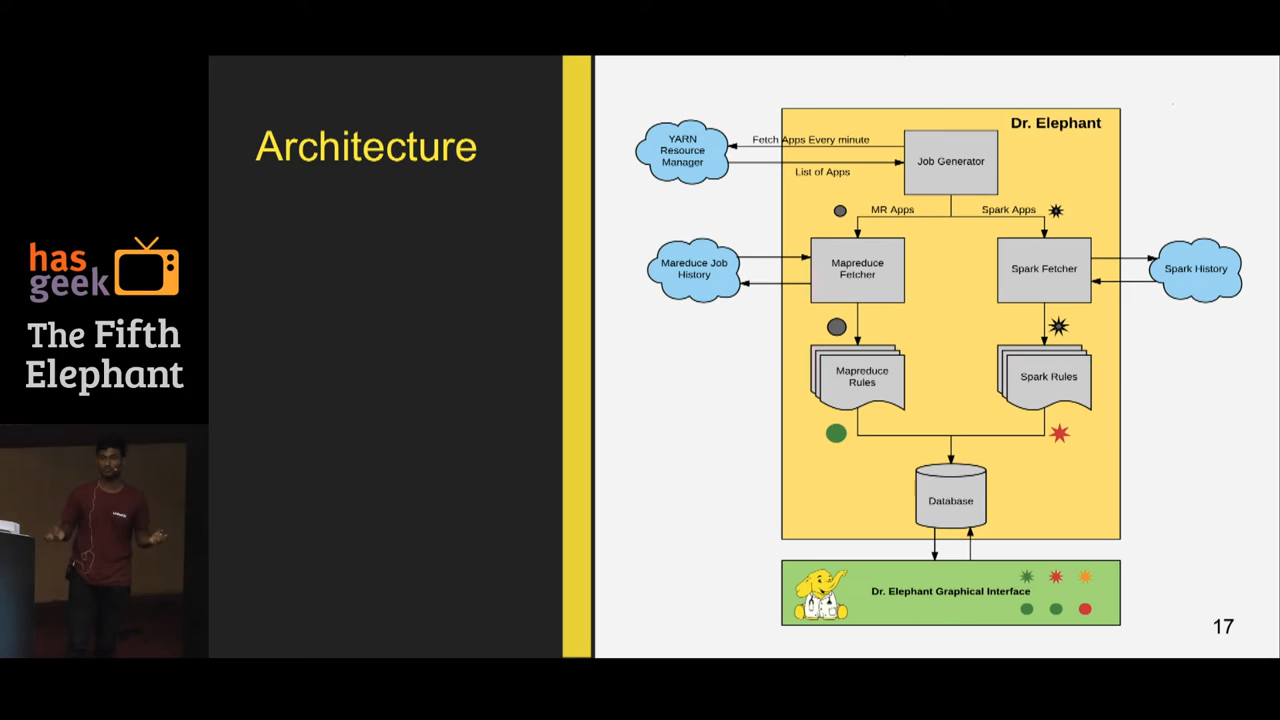 Architecture
has
geek
The Fifth
Elephant
Dr. Elephant
YARN
Resource
Manager
Fetch Apps Every minute
List of Apps
Job Generator
MR Apps
Spark Apps
Mareduce Job
History
Mapreduce
Fetcher
Spark Fetcher
Spark History
Mapreduce
Rules
Spark Rules
Database
Dr. Elephant Graphical Interface
17